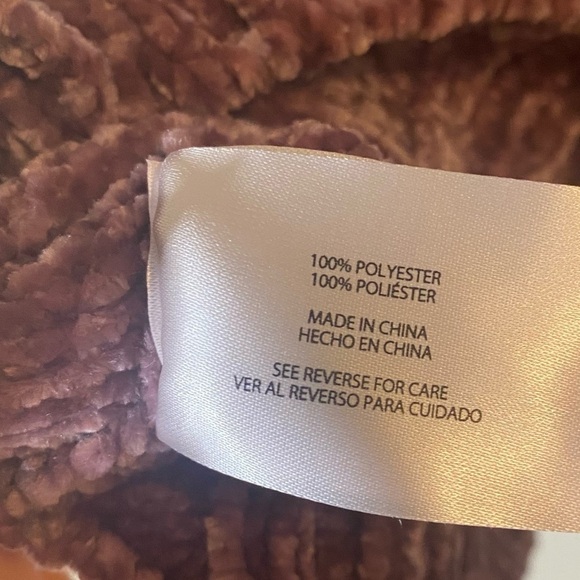 100% POLYESTER
100% POLIÉSTER
MADE IN CHINA
HECHO EN CHINA
SEE REVERSE FOR CARE
VER AL REVERSO PARA CUIDADO